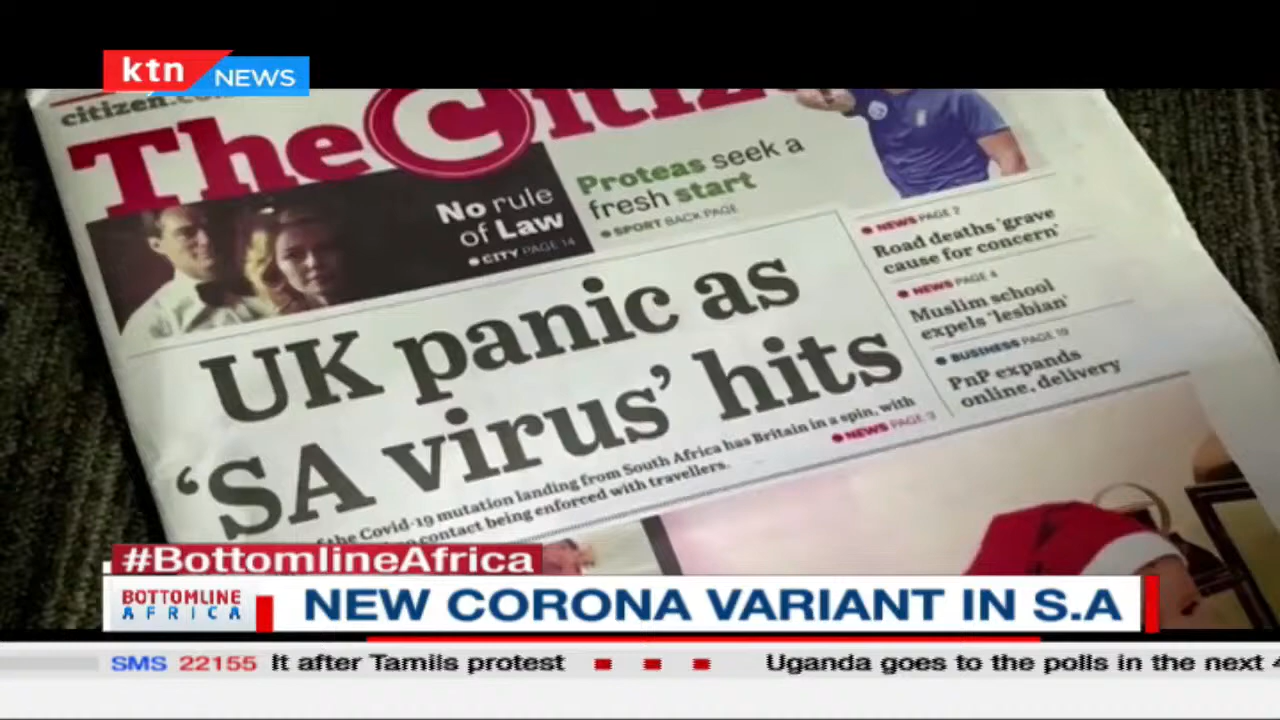 ktn NEWS
citizen.co
The Citize
No rule
of Law
CITY PAGE 14
Proteas seek a
fresh start
SPORT BACK PAGE
NEWS PAGE 7
Road deaths 'grave
cause for concern'
NEWS PAGE 4
Muslim school
expels 'lesbian'
BUSINESS PAGE 19
PnP expands
online, delivery
UK panic as
'SA virus' hits
the Covid-19 mutation landing from South Africa has Britain in a spin, with
contact being enforced with travellers.
NEWS PAGE 3
#BottomlineAfrica
BOTTOMLINE
AFRICA
NEW CORONA VARIANT IN S.A
SMS 22155 It after Tamils protest Uganda goes to the polls in the next 4